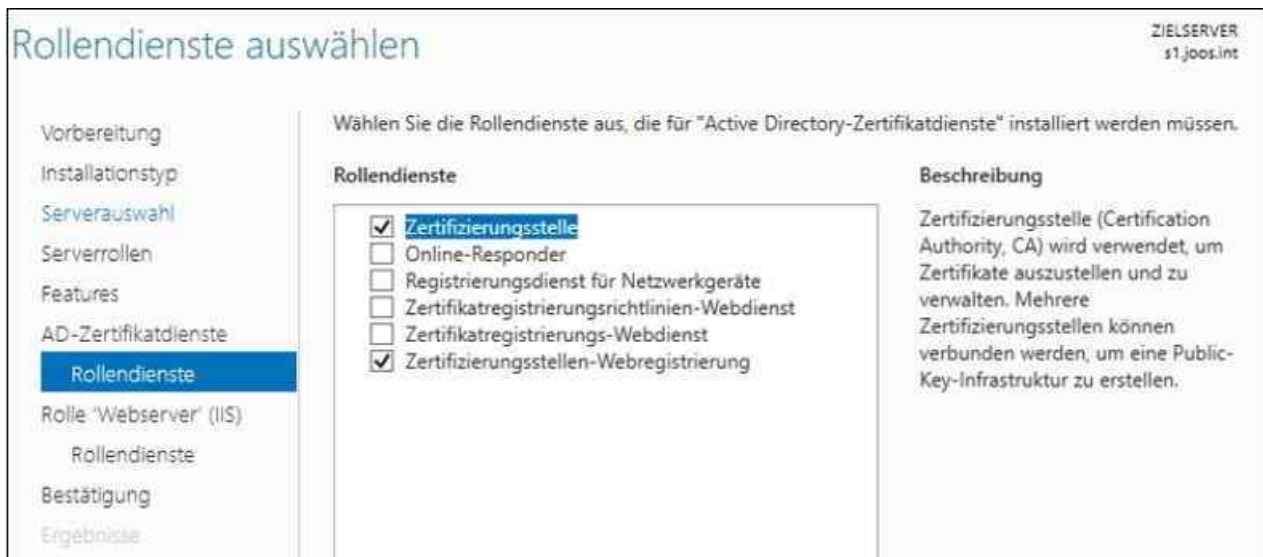 Rollendienste auswählen
ZIELSERVER
s1.joos.int
Vorbereitung
Installationstyp
Serverauswahl
Serverrollen
Features
AD-Zertifikatdienste
Rollendienste
Rolle 'Webserver' (IIS)
Rollendienste
Bestätigung
Ergebnisse
Wählen Sie die Rollendienste aus, die für "Active Directory-Zertifikatdienste" installiert werden müssen.
Rollendienste
Zertifizierungsstelle
Online-Responder
Registrierungsdienst für Netzwerkgeräte
Zertifikatregistrierungsrichtlinien-Webdienst
Zertifikatregistrierungs-Webdienst
Zertifizierungsstellen-Webregistrierung
Beschreibung
Zertifizierungsstelle (Certification
Authority, CA) wird verwendet, um
Zertifikate auszustellen und zu
verwalten. Mehrere
Zertifizierungsstellen können
verbunden werden, um eine Public-
Key-Infrastruktur zu erstellen.